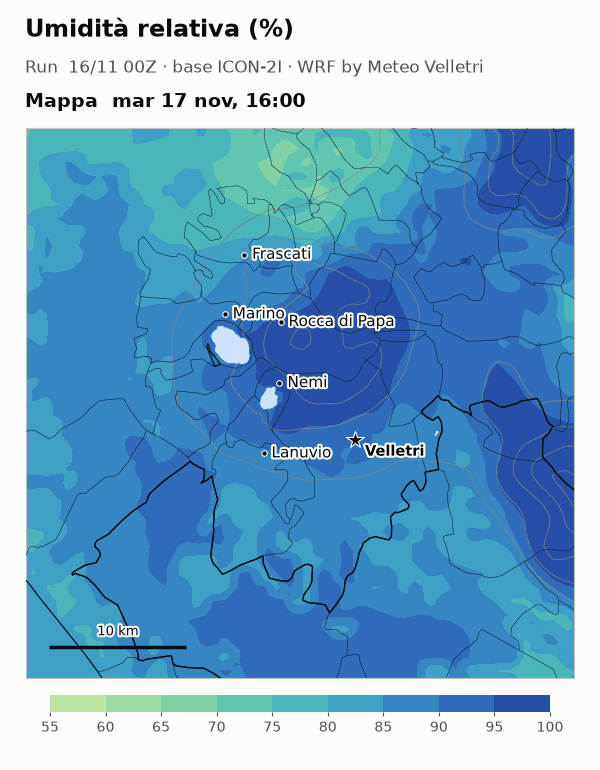 Umidità relativa (%)
Run 16/11 00Z · base ICON-2I · WRF by Meteo Velletri
Mappa mar 17 nov, 16:00
Frascati
Marino
Rocca di Papa
Nemi
Velletri
Lanuvio
10 km
55 60 65 70 75 80 85 90 95 100